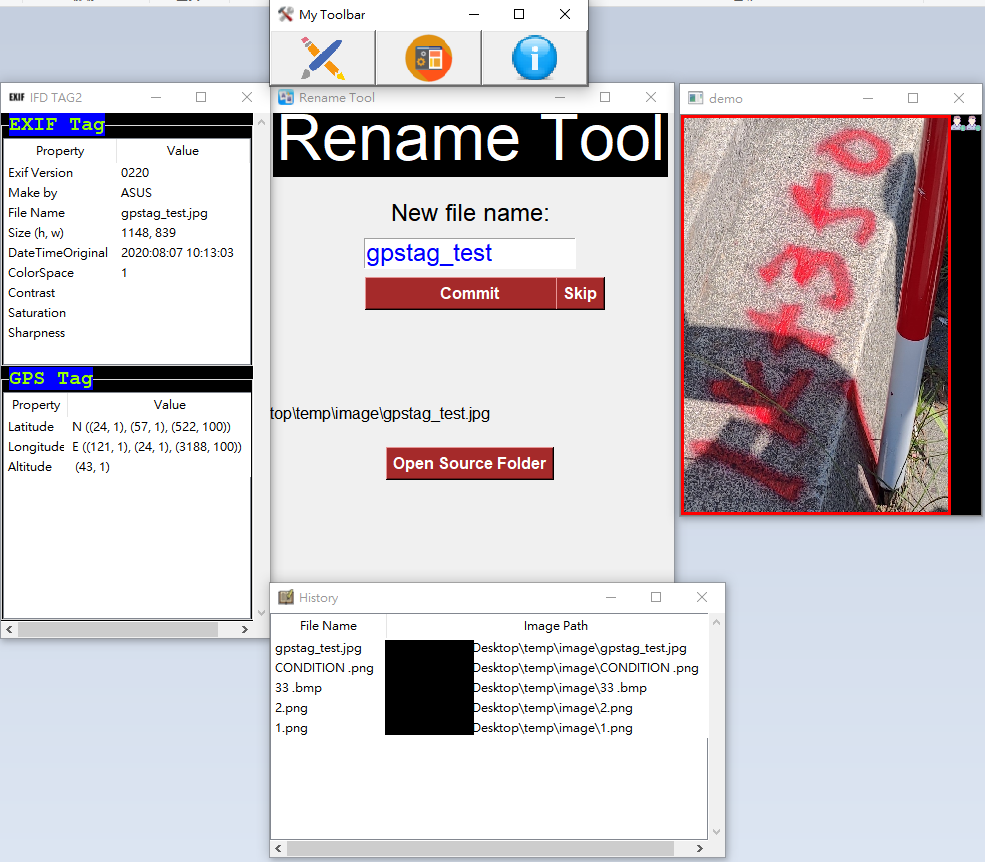 My Toolbar
EXIF IFD TAG2
EXIF Tag
Property Value
Exif Version 0220
Make by ASUS
File Name gpstag_test.jpg
Size (h, w) 1148, 839
DateTimeOriginal 2020:08:07 10:13:03
ColorSpace 1
Contrast
Saturation
Sharpness
GPS Tag
Property Value
Latitude N ((24, 1), (57, 1), (522, 100))
Longitude E ((121, 1), (24, 1), (3188, 100))
Altitude (43, 1)
Rename Tool
Rename Tool
New file name:
gpstag_test
Commit Skip
top\temp\image\gpstag_test.jpg
Open Source Folder
demo
1K+350
History
File Name Image Path
gpstag_test.jpg Desktop\temp\image\gpstag_test.jpg
CONDITION .png Desktop\temp\image\CONDITION .png
33 .bmp Desktop\temp\image\33 .bmp
2.png Desktop\temp\image\2.png
1.png Desktop\temp\image\1.png